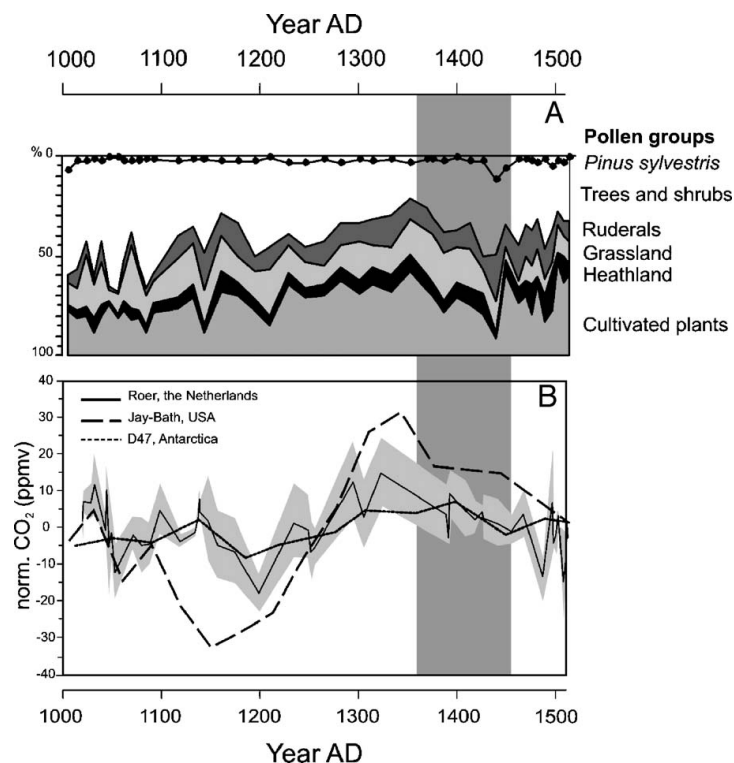 Year AD
1000 1100 1200 1300 1400 1500
A
% 0
50
100
Pollen groups
Pinus sylvestris
Trees and shrubs
Ruderals
Grassland
Heathland
Cultivated plants
B
40
30
20
10
0
-10
-20
-30
-40
norm. CO2 (ppmv)
Roer, the Netherlands
Jay-Bath, USA
D47, Antarctica
1000 1100 1200 1300 1400 1500
Year AD